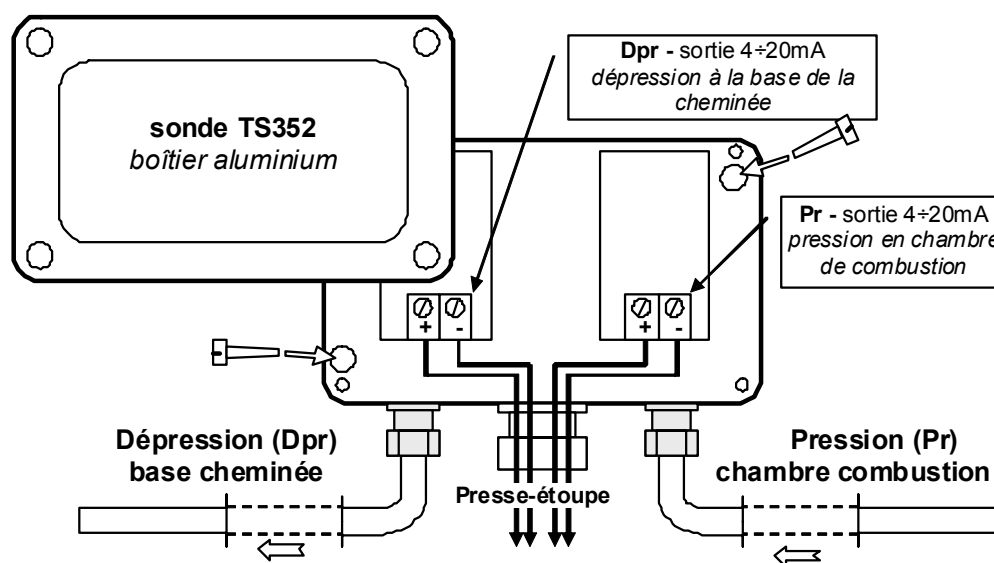 sonde TS352
boîtier aluminium
Dpr - sortie 4÷20mA
dépression à la base de la
cheminée
Pr - sortie 4÷20mA
pression en chambre
de combustion
+ -
+ -
Dépression (Dpr)
base cheminée
Presse-étoupe
Pression (Pr)
chambre combustion